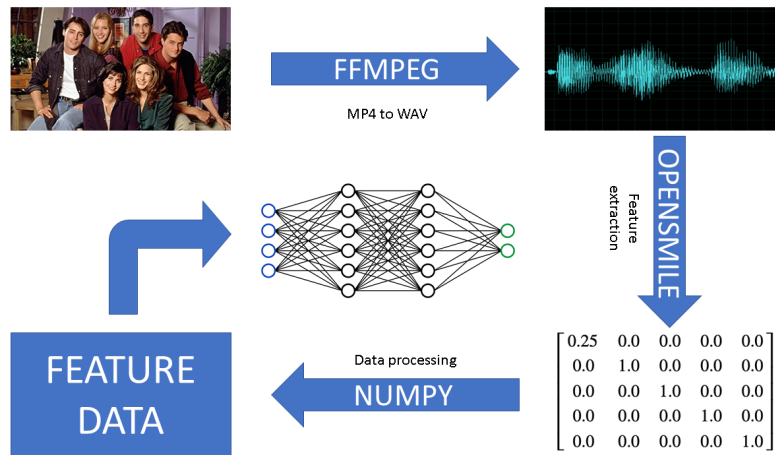 FFMPEG
MP4 to WAV
OPENSMILE
Feature
extraction
0.25 0.0 0.0 0.0 0.0
0.0 1.0 0.0 0.0 0.0
0.0 0.0 1.0 0.0 0.0
0.0 0.0 0.0 1.0 0.0
0.0 0.0 0.0 0.0 1.0
Data processing
NUMPY
FEATURE
DATA